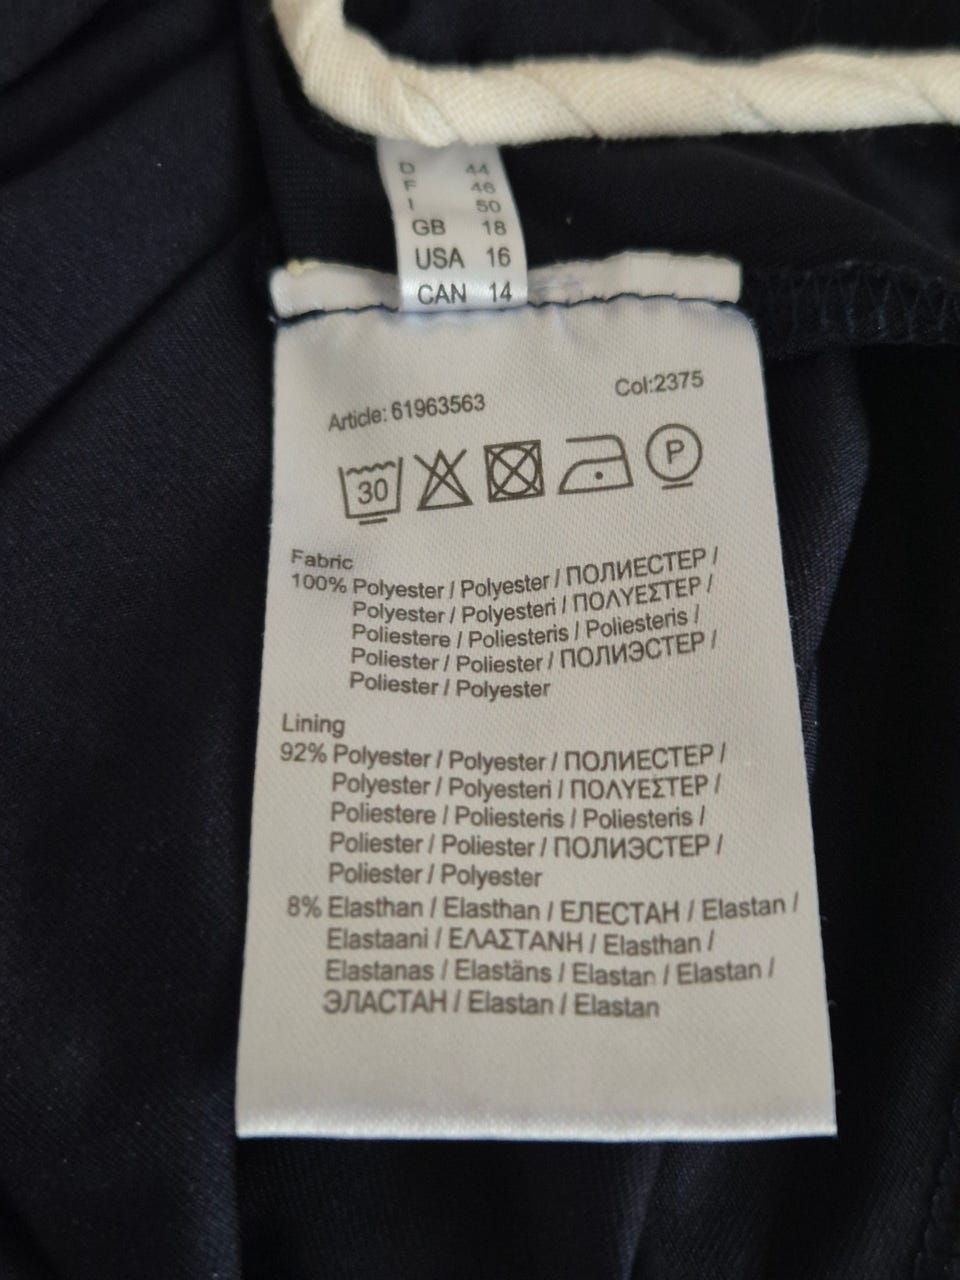 D 44
F 46
I 50
GB 18
USA 16
CAN 14
Article: 61963563 Col:2375
30 P
Fabric
100% Polyester / Polyester / ПОЛИЕСТЕР /
Polyester / Polyesteri / ΠΟΛΥΕΣΤΕΡ /
Poliestere / Poliesteris / Poliesteris /
Poliester / Poliester / ПОЛИЭСТЕР /
Poliester / Polyester
Lining
92% Polyester / Polyester / ПОЛИЕСТЕР /
Polyester / Polyesteri / ΠΟΛΥΕΣΤΕΡ /
Poliestere / Poliesteris / Poliesteris /
Poliester / Poliester / ПОЛИЭСТЕР /
Poliester / Polyester
8% Elasthan / Elasthan / ЕЛЕСТАН / Elastan /
Elastaani / ΕΛΑΣΤΑΝΗ / Elasthan /
Elastanas / Elastāns / Elastan / Elastan /
ЭЛАСТАН / Elastan / Elastan